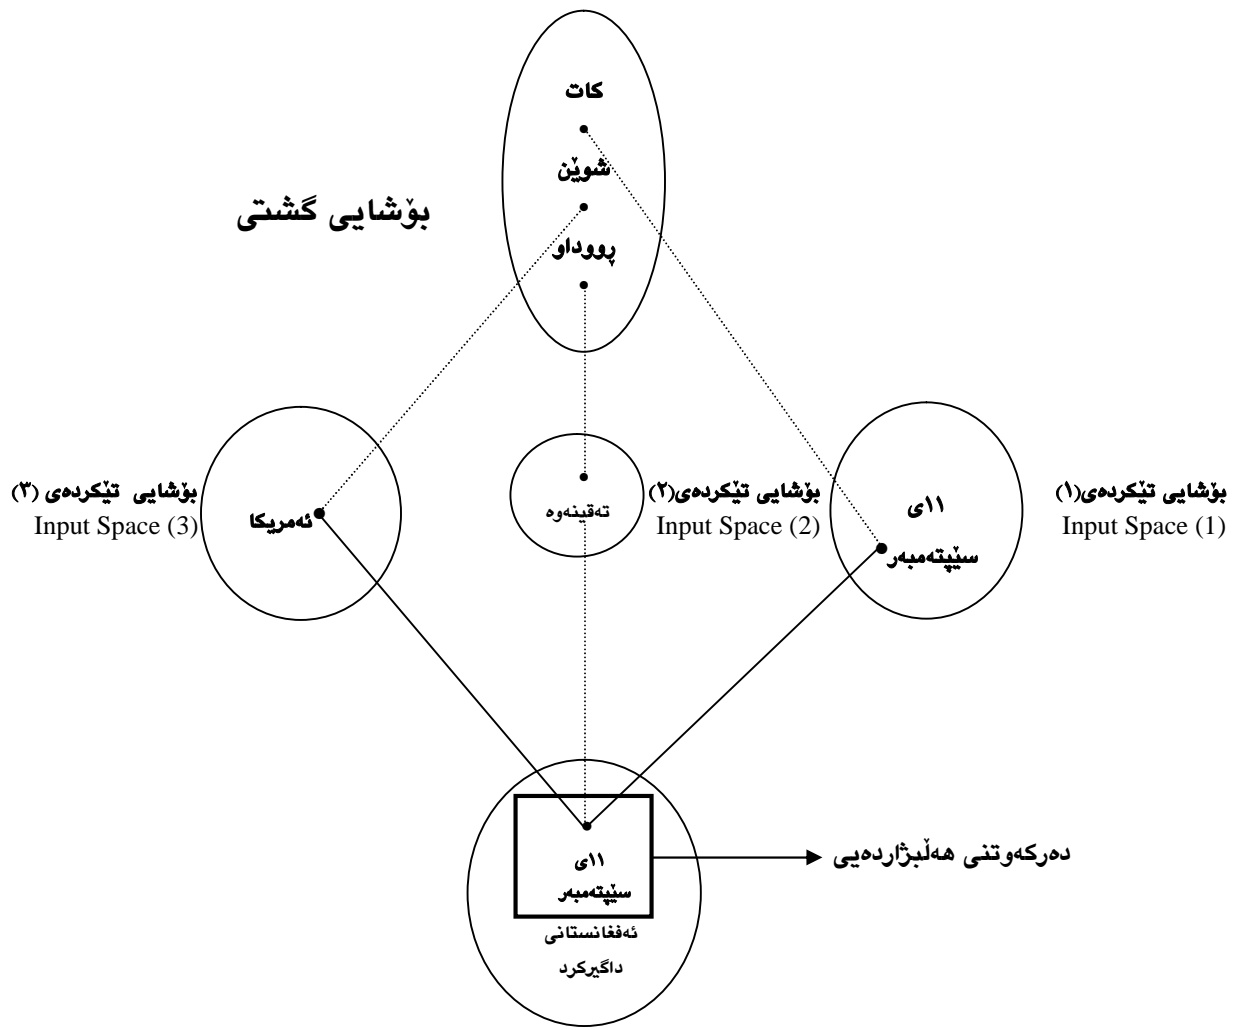 کات
شوێن
ڕووداو
بۆشایی گشتی
بۆشایی تێکردەی(١)
Input Space (1)
١١ی
سێپتەمبەر
بۆشایی تێکردەی(٢)
Input Space (2)
تەقینەوە
بۆشایی تێکردەی (٣)
Input Space (3)
ئەمریکا
١١ی
سێپتەمبەر
ئەفغانستانی
داگیرکرد
دەرکەوتنی هەڵبژاردەیی